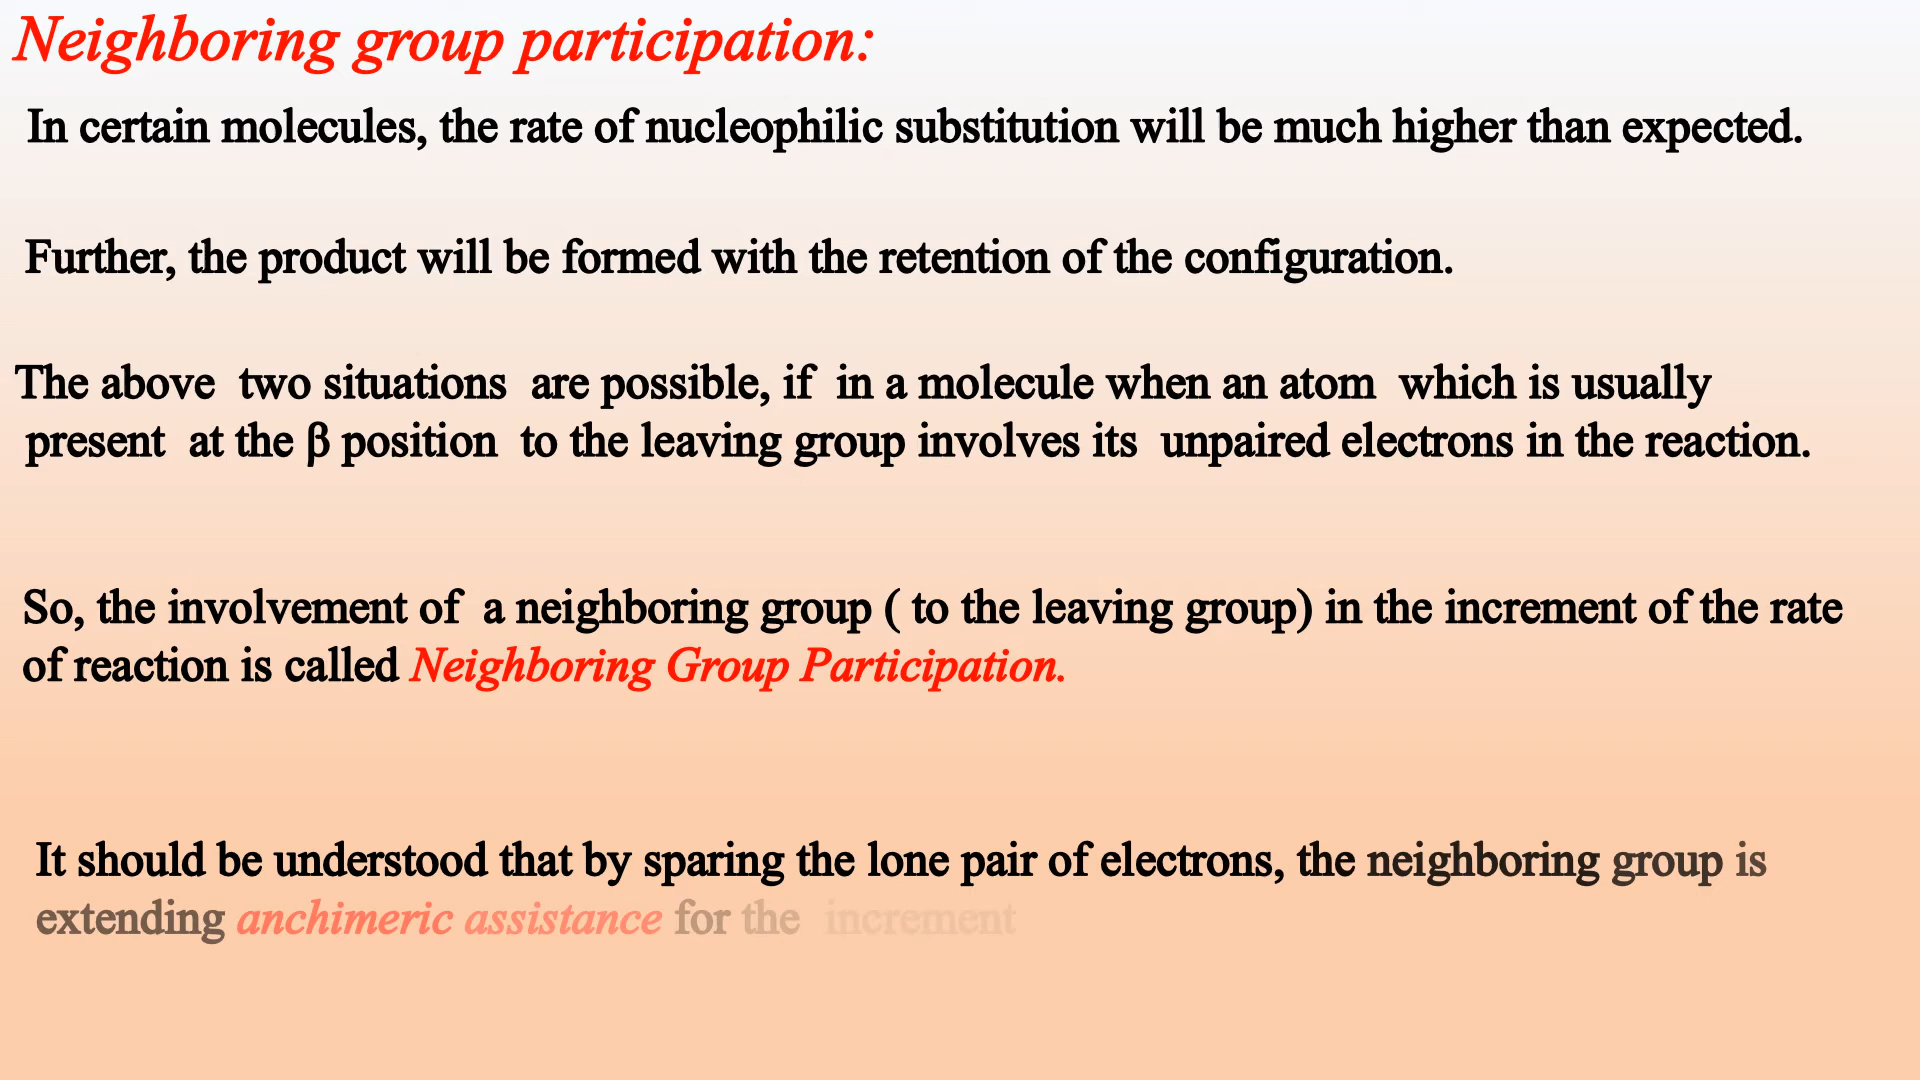 Neighboring group participation:
In certain molecules, the rate of nucleophilic substitution will be much higher than expected.
Further, the product will be formed with the retention of the configuration.
The above two situations are possible, if in a molecule when an atom which is usually
present at the β position to the leaving group involves its unpaired electrons in the reaction.
So, the involvement of a neighboring group ( to the leaving group) in the increment of the rate
of reaction is called Neighboring Group Participation.
It should be understood that by sparing the lone pair of electrons, the neighboring group is
extending anchimeric assistance for the increment